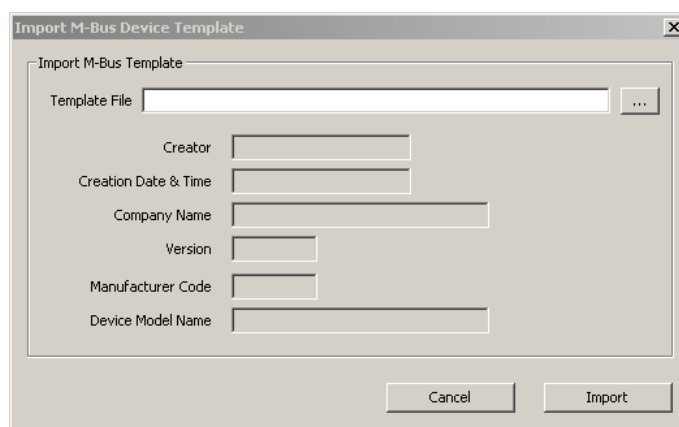 Import M-Bus Device Template
Import M-Bus Template
Template File ...
Creator
Creation Date & Time
Company Name
Version
Manufacturer Code
Device Model Name
Cancel Import